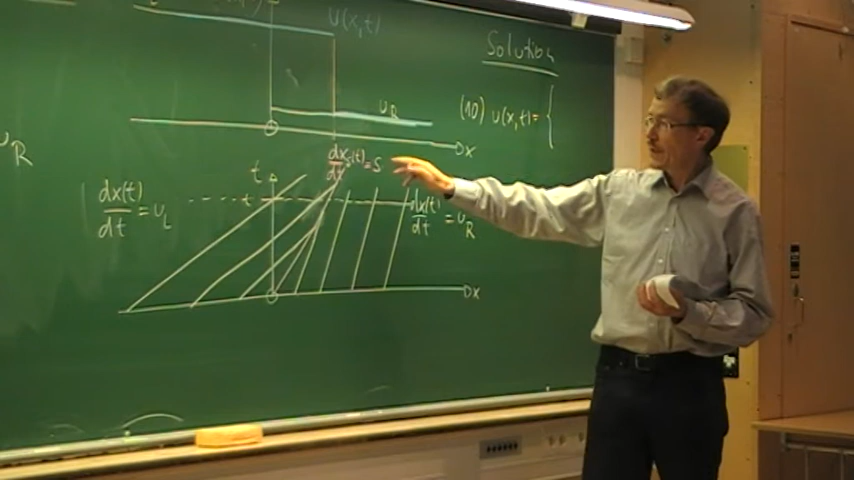 u(x,t)
Solution
u_R
(10) u(x,t) = {
u_R
x
dx_s(t)/dt = s
t
dx(t)/dt = u_L
t
dx(t)/dt = u_R
x